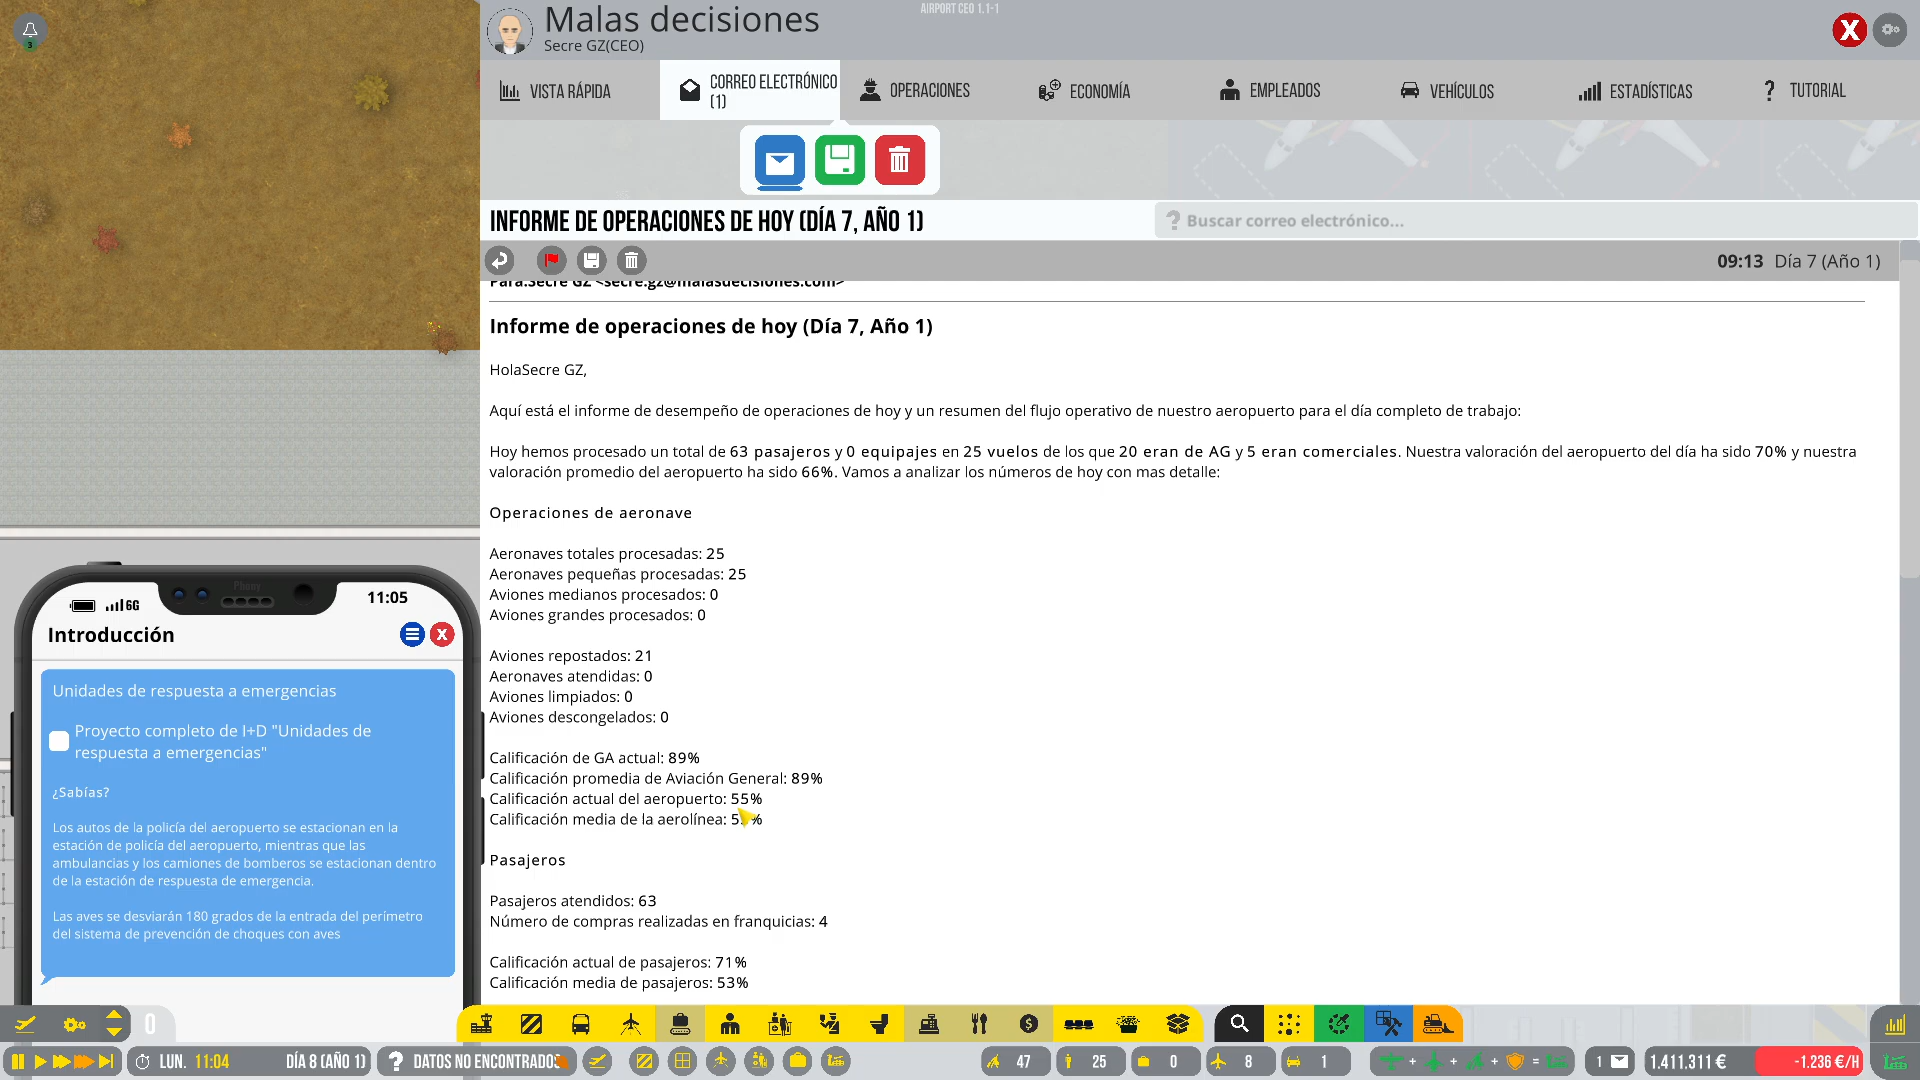 AIRPORT CEO 1.1-1
Malas decisiones
Secre GZ(CEO)
X
3
VISTA RÁPIDA
CORREO ELECTRÓNICO
(1)
OPERACIONES
ECONOMÍA
EMPLEADOS
VEHÍCULOS
ESTADÍSTICAS
? TUTORIAL
INFORME DE OPERACIONES DE HOY (DÍA 7, AÑO 1)
? Buscar correo electrónico...
09:13 Día 7 (Año 1)
Para:Secre GZ <secre.gz@malasdecisiones.com>
Informe de operaciones de hoy (Día 7, Año 1)
HolaSecre GZ,
Aquí está el informe de desempeño de operaciones de hoy y un resumen del flujo operativo de nuestro aeropuerto para el día completo de trabajo:
Hoy hemos procesado un total de 63 pasajeros y 0 equipajes en 25 vuelos de los que 20 eran de AG y 5 eran comerciales. Nuestra valoración del aeropuerto del día ha sido 70% y nuestra
valoración promedio del aeropuerto ha sido 66%. Vamos a analizar los números de hoy con mas detalle:
Operaciones de aeronave
Aeronaves totales procesadas: 25
Aeronaves pequeñas procesadas: 25
Aviones medianos procesados: 0
Aviones grandes procesados: 0
Aviones repostados: 21
Aeronaves atendidas: 0
Aviones limpiados: 0
Aviones descongelados: 0
Calificación de GA actual: 89%
Calificación promedia de Aviación General: 89%
Calificación actual del aeropuerto: 55%
Calificación media de la aerolínea:
Pasajeros
Pasajeros atendidos: 63
Número de compras realizadas en franquicias: 4
Calificación actual de pasajeros: 71%
Calificación media de pasajeros: 53%
Phony
6G
11:05
Introducción
X
Unidades de respuesta a emergencias
Proyecto completo de I+D "Unidades de
respuesta a emergencias"
¿Sabías?
Los autos de la policía del aeropuerto se estacionan en la
estación de policía del aeropuerto, mientras que las
ambulancias y los camiones de bomberos se estacionan dentro
de la estación de respuesta de emergencia.
Las aves se desviarán 180 grados de la entrada del perímetro
del sistema de prevención de choques con aves
0
LUN. 11:04 DÍA 8 (AÑO 1)
? DATOS NO ENCONTRADOS
47
25
0
8
1
+ + + =
1
1.411.311 €
-1.236 €/H